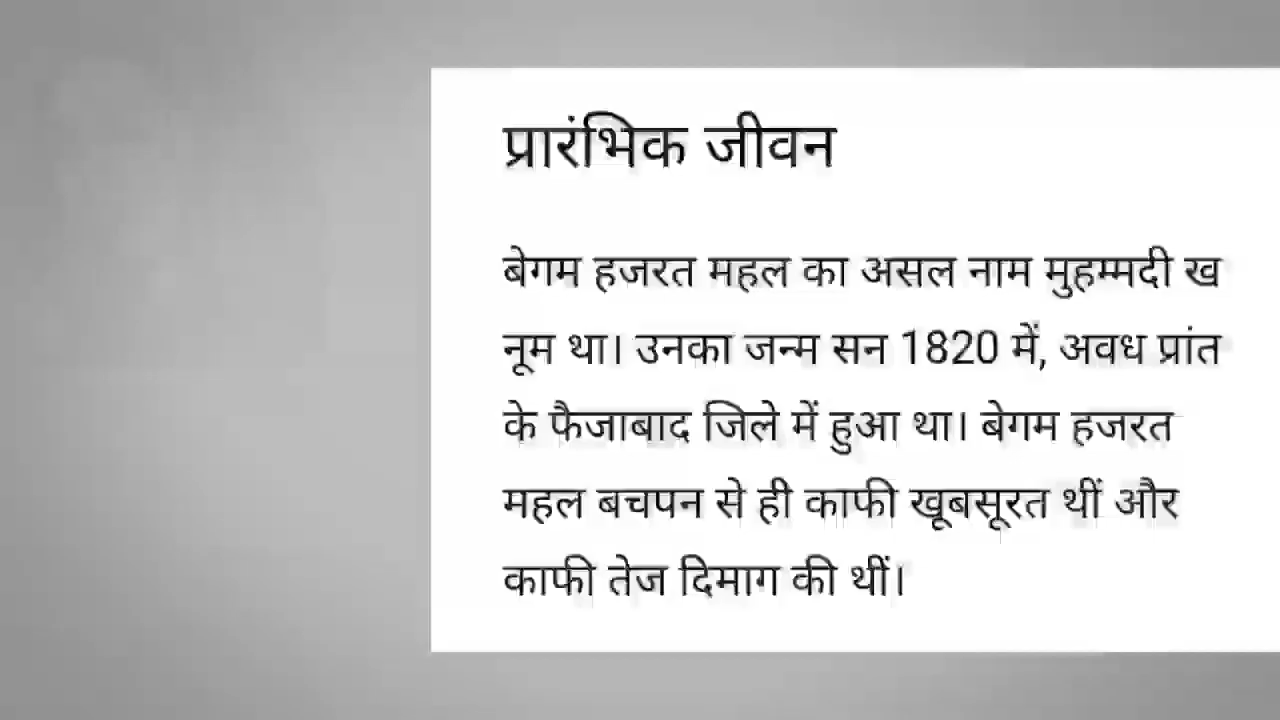 प्रारंभिक जीवन
बेगम हजरत महल का असल नाम मुहम्मदी ख
नूम था। उनका जन्म सन 1820 में, अवध प्रांत
के फैजाबाद जिले में हुआ था। बेगम हजरत
महल बचपन से ही काफी खूबसूरत थीं और
काफी तेज दिमाग की थीं।